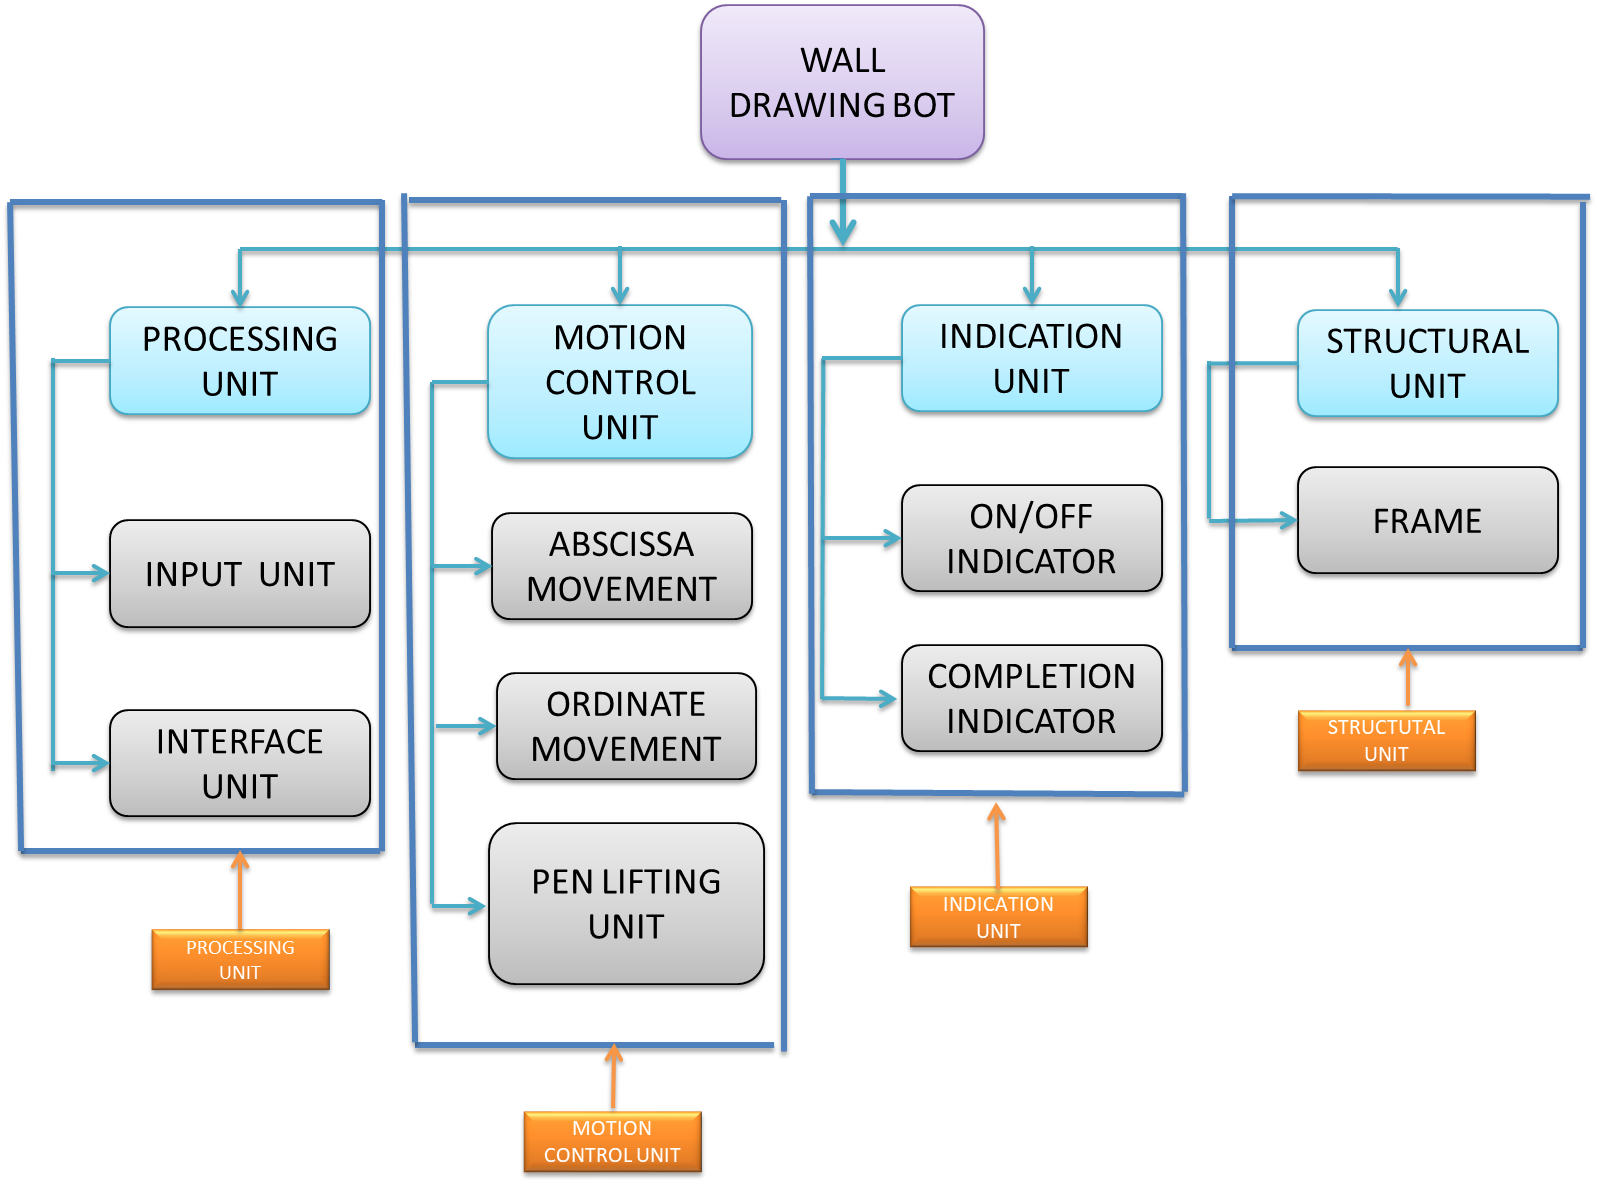 WALL
DRAWING BOT
PROCESSING
UNIT
INPUT UNIT
INTERFACE
UNIT
PROCESSING
UNIT
MOTION
CONTROL
UNIT
ABSCISSA
MOVEMENT
ORDINATE
MOVEMENT
PEN LIFTING
UNIT
MOTION
CONTROL UNIT
INDICATION
UNIT
ON/OFF
INDICATOR
COMPLETION
INDICATOR
INDICATION
UNIT
STRUCTURAL
UNIT
FRAME
STRUCTUTAL
UNIT